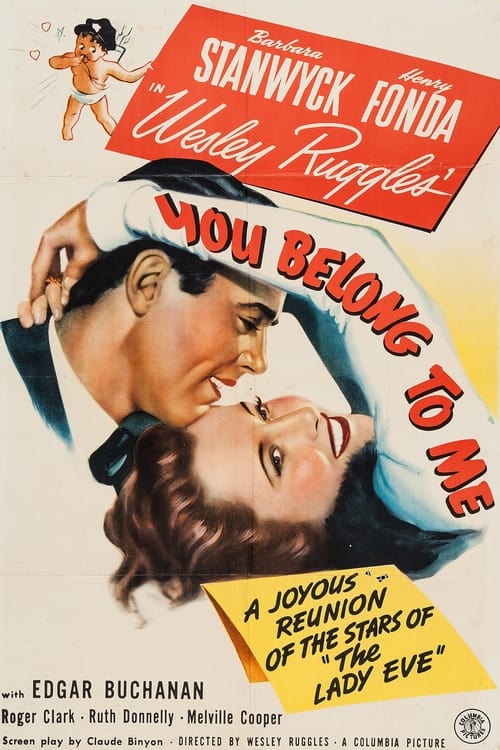 Barbara Henry
STANWYCK FONDA
IN
Wesley Ruggles'
YOU BELONG TO ME
A JOYOUS
REUNION
OF THE STARS OF
"The
LADY EVE"
with EDGAR BUCHANAN
Roger Clark · Ruth Donnelly · Melville Cooper
Screen play by Claude Binyon · DIRECTED BY WESLEY RUGGLES · A COLUMBIA PICTURE
COLUMBIA
PICTURES